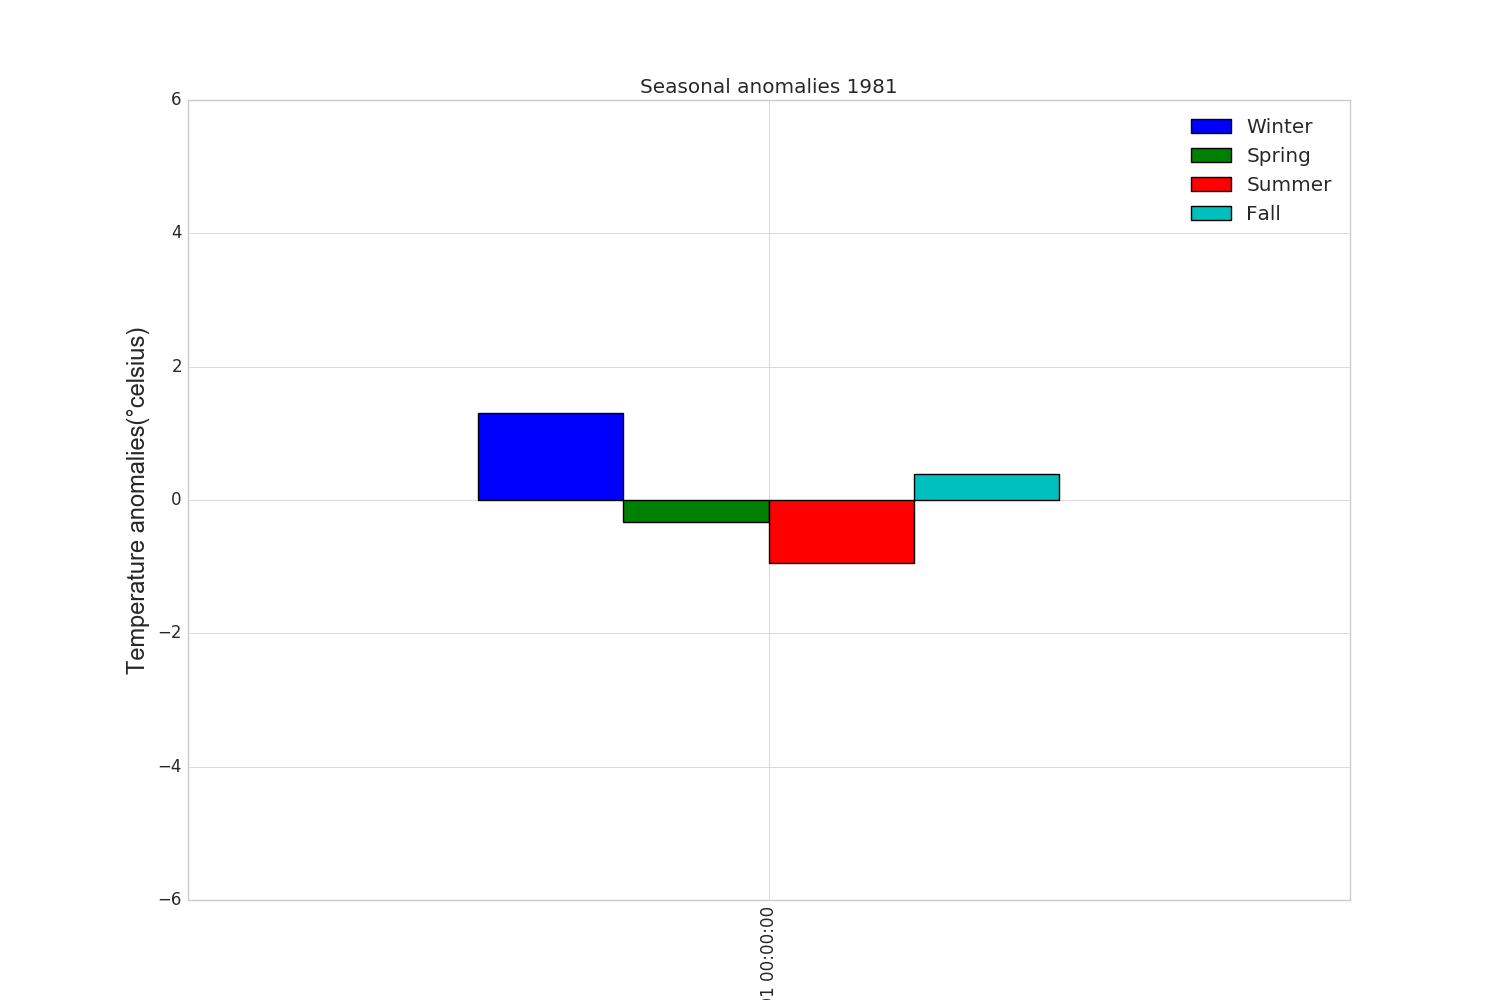 Seasonal anomalies 1981
Winter
Spring
Summer
Fall
6
4
2
0
−2
−4
−6
Temperature anomalies(°celsius)
01 00:00:00